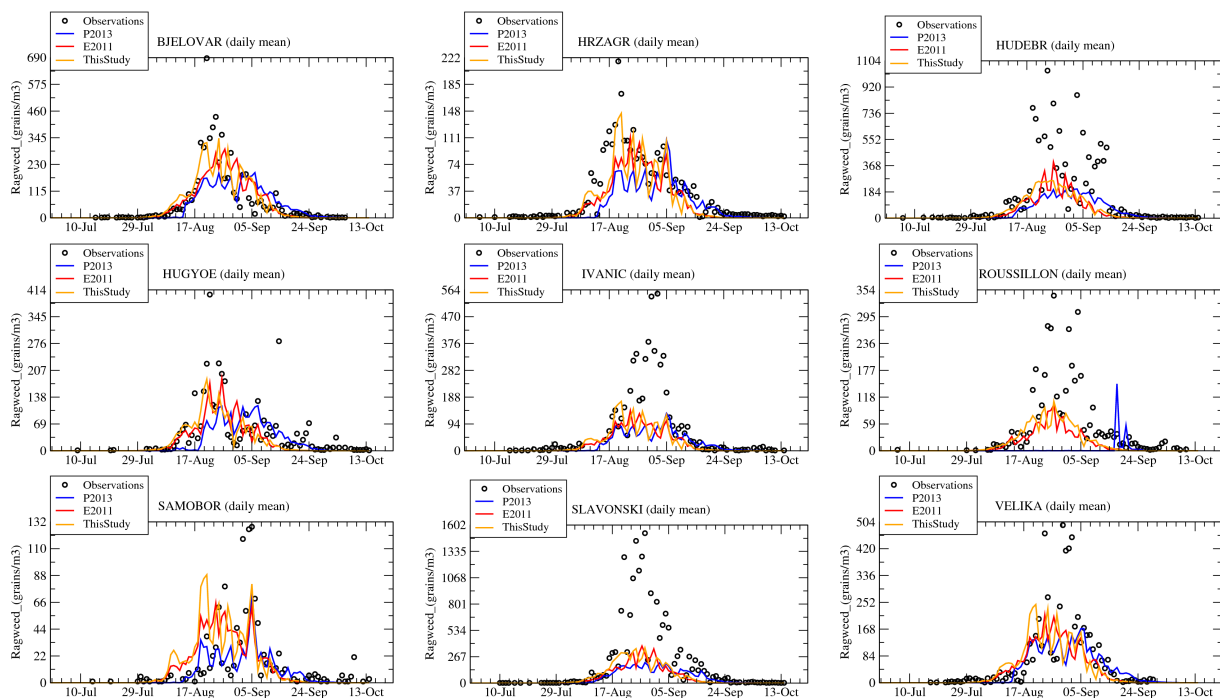 Observations
P2013
E2011
ThisStudy
BJELOVAR (daily mean)
Ragweed_(grains/m3)
690
575
460
345
230
115
0
10-Jul 29-Jul 17-Aug 05-Sep 24-Sep 13-Oct
Observations
P2013
E2011
ThisStudy
HRZAGR (daily mean)
Ragweed_(grains/m3)
222
185
148
111
74
37
0
10-Jul 29-Jul 17-Aug 05-Sep 24-Sep 13-Oct
Observations
P2013
E2011
ThisStudy
HUDEBR (daily mean)
Ragweed_(grains/m3)
1104
920
736
552
368
184
0
10-Jul 29-Jul 17-Aug 05-Sep 24-Sep 13-Oct
Observations
P2013
E2011
ThisStudy
HUGYOE (daily mean)
Ragweed_(grains/m3)
414
345
276
207
138
69
0
10-Jul 29-Jul 17-Aug 05-Sep 24-Sep 13-Oct
Observations
P2013
E2011
ThisStudy
IVANIC (daily mean)
Ragweed_(grains/m3)
564
470
376
282
188
94
0
10-Jul 29-Jul 17-Aug 05-Sep 24-Sep 13-Oct
Observations
P2013
E2011
ThisStudy
ROUSSILLON (daily mean)
Ragweed_(grains/m3)
354
295
236
177
118
59
0
10-Jul 29-Jul 17-Aug 05-Sep 24-Sep 13-Oct
Observations
P2013
E2011
ThisStudy
SAMOBOR (daily mean)
Ragweed_(grains/m3)
132
110
88
66
44
22
0
10-Jul 29-Jul 17-Aug 05-Sep 24-Sep 13-Oct
Observations
P2013
E2011
ThisStudy
SLAVONSKI (daily mean)
Ragweed_(grains/m3)
1602
1335
1068
801
534
267
0
10-Jul 29-Jul 17-Aug 05-Sep 24-Sep 13-Oct
Observations
P2013
E2011
ThisStudy
VELIKA (daily mean)
Ragweed_(grains/m3)
504
420
336
252
168
84
0
10-Jul 29-Jul 17-Aug 05-Sep 24-Sep 13-Oct